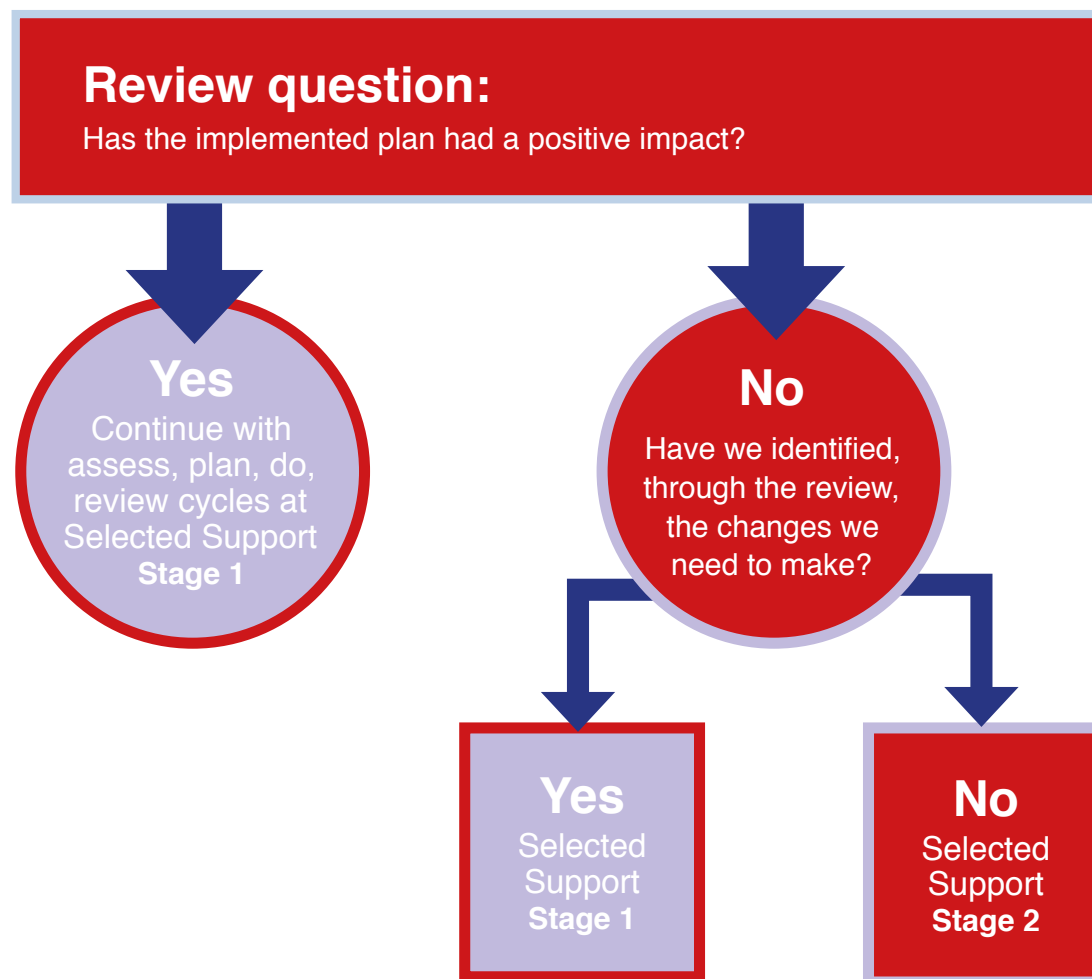 Review question:
Has the implemented plan had a positive impact?
Yes
Continue with
assess, plan, do,
review cycles at
Selected Support
Stage 1
No
Have we identified,
through the review,
the changes we
need to make?
Yes
Selected
Support
Stage 1
No
Selected
Support
Stage 2